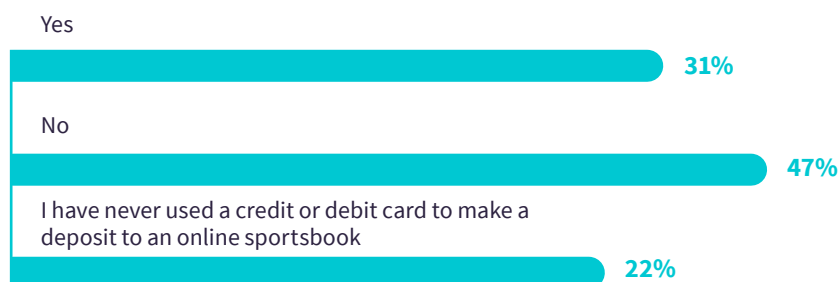 Yes
31%
No
47%
I have never used a credit or debit card to make a
deposit to an online sportsbook
22%